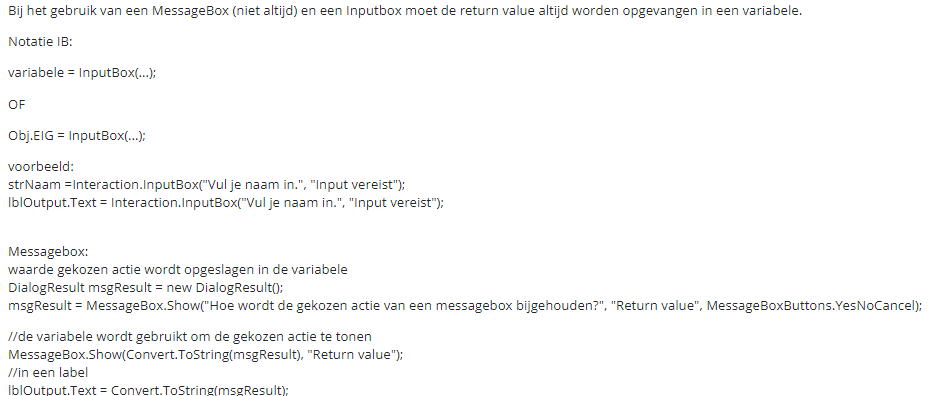 Bij het gebruik van een MessageBox (niet altijd) en een Inputbox moet de return value altijd worden opgevangen in een variabele.
Notatie IB:
variabele = InputBox(...);
OF
Obj.EIG = InputBox(...);
voorbeeld:
strNaam =Interaction.InputBox("Vul je naam in.", "Input vereist");
lblOutput.Text = Interaction.InputBox("Vul je naam in.", "Input vereist");
Messagebox:
waarde gekozen actie wordt opgeslagen in de variabele
DialogResult msgResult = new DialogResult();
msgResult = MessageBox.Show("Hoe wordt de gekozen actie van een messagebox bijgehouden?", "Return value", MessageBoxButtons.YesNoCancel);
//de variabele wordt gebruikt om de gekozen actie te tonen
MessageBox.Show(Convert.ToString(msgResult), "Return value");
//in een label
lblOutput.Text = Convert.ToString(msgResult);